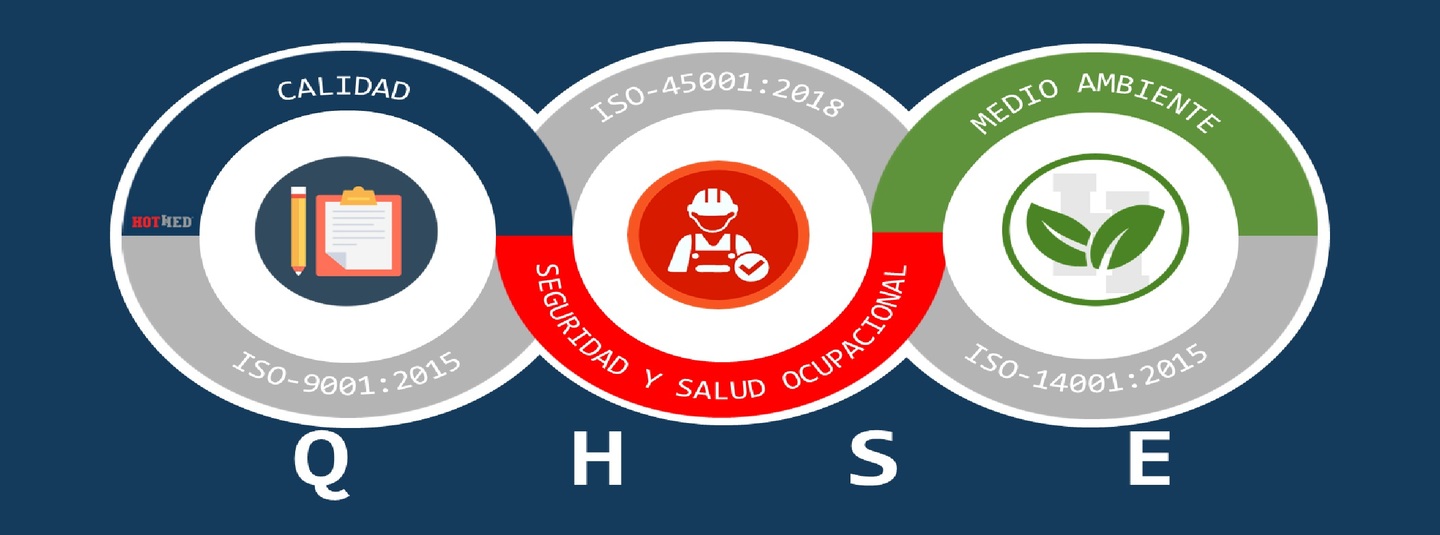 CALIDAD
HOTMED
ISO-9001:2015
ISO-45001:2018
SEGURIDAD Y SALUD OCUPACIONAL
MEDIO AMBIENTE
ISO-14001:2015
Q H S E